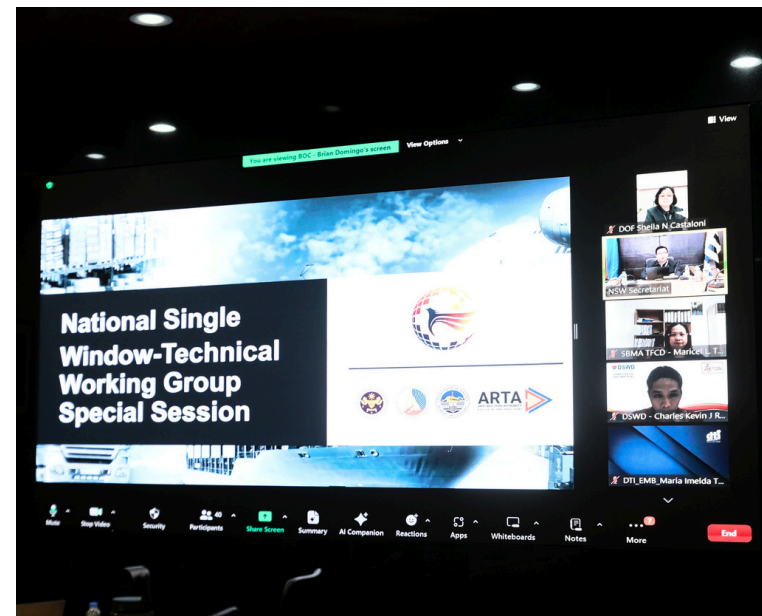 View
You are viewing BOC - Brian Domingo's screen
View Options
DOF Sheila N Castaloni
NSW Secretariat
SBMA TFCD - Maricel L T...
DSWD
DSWD - Charles Kevin J R...
dti
DTI_EMB_Maria Imelda T...
National Single
Window-Technical
Working Group
Special Session
ARTA
Mute
Stop Video
Security
40
Participants
Share Screen
Summary
AI Companion
Reactions
Apps
Whiteboards
Notes
More
End